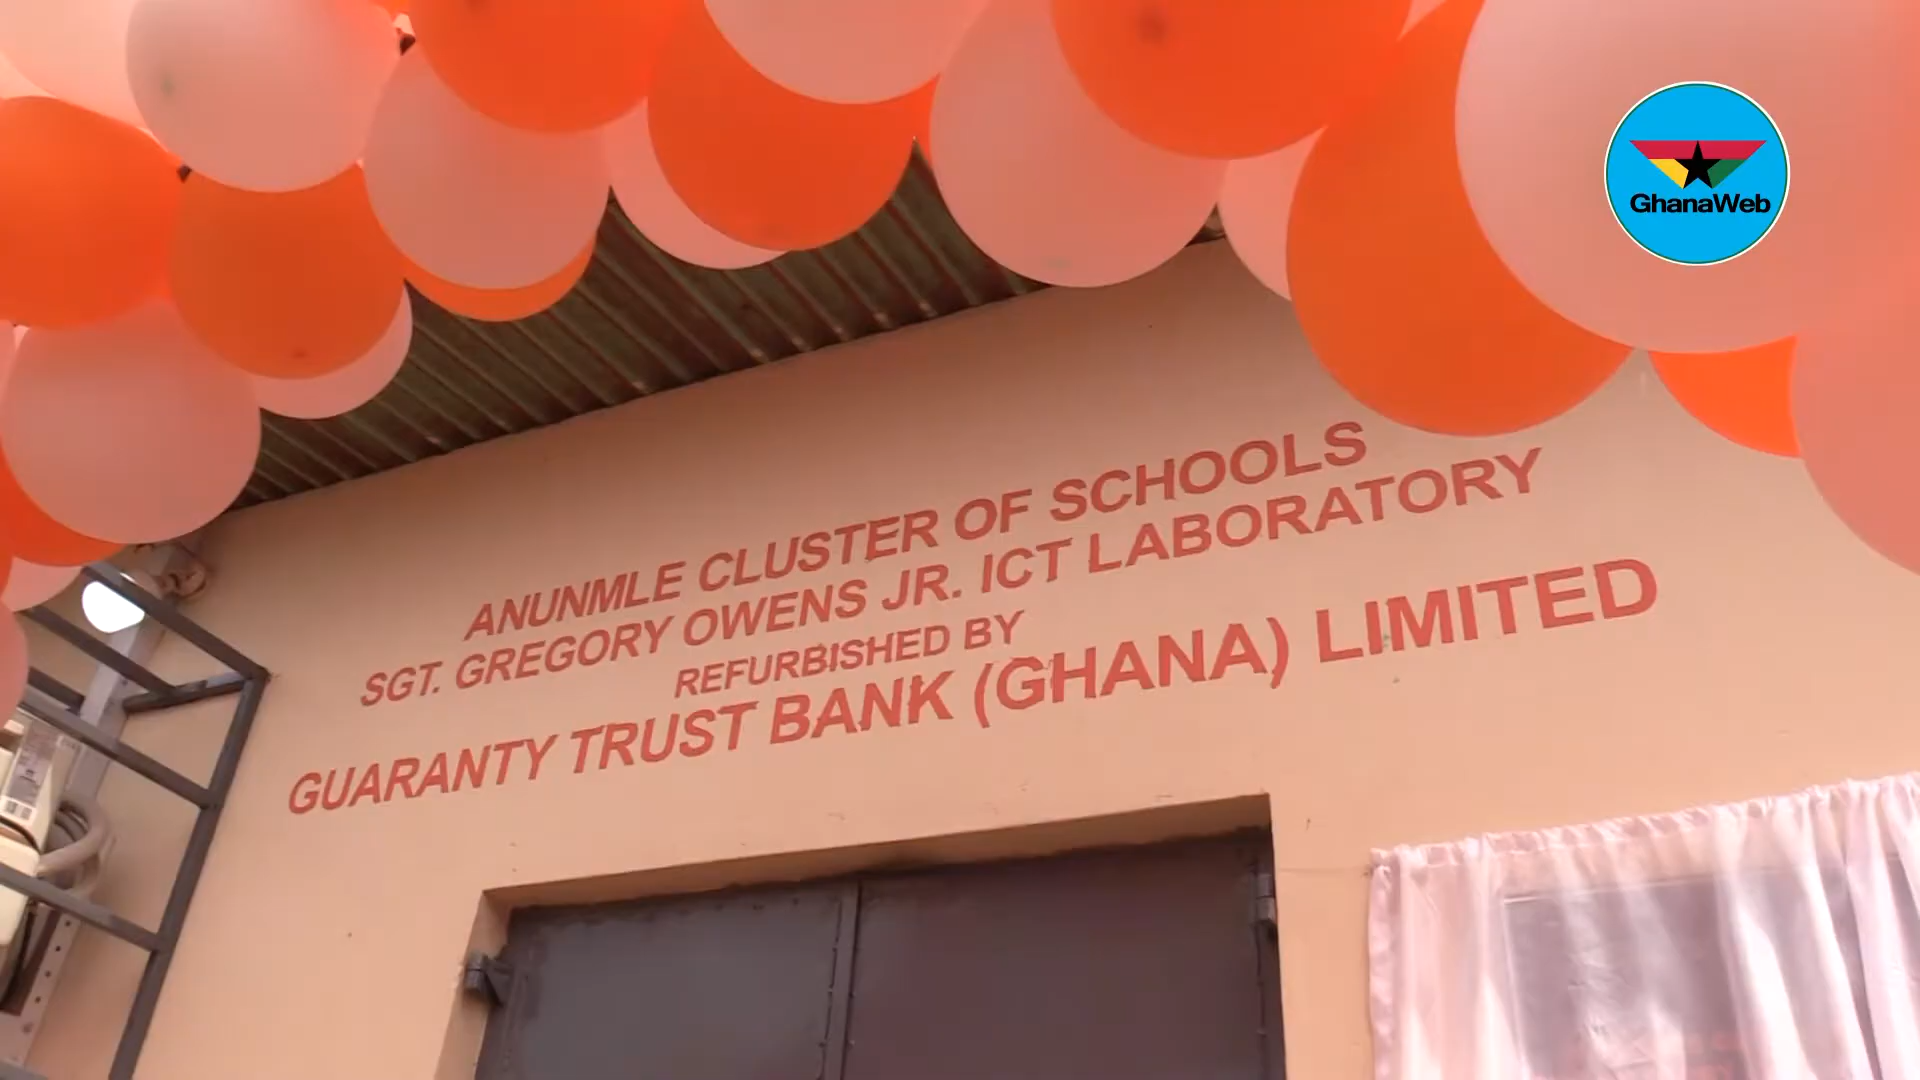 GhanaWeb
ANUNMLE CLUSTER OF SCHOOLS
SGT. GREGORY OWENS JR. ICT LABORATORY
REFURBISHED BY
GUARANTY TRUST BANK (GHANA) LIMITED